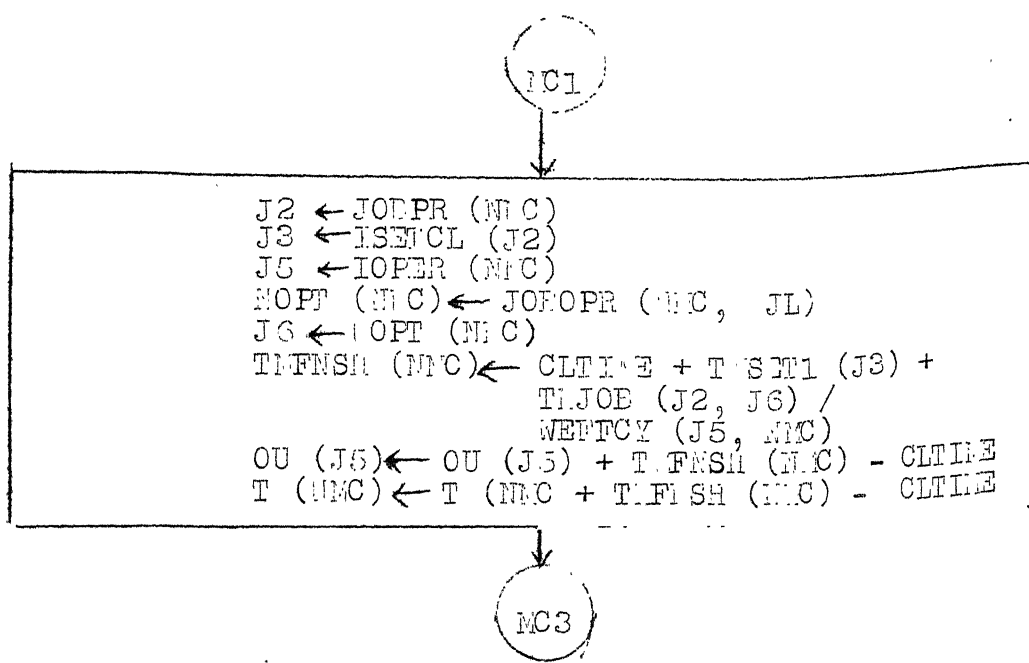 MC1
J2 ← JOBPR (NMC)
J3 ← ISETCL (J2)
J5 ← IOPER (NMC)
NOPT (NMC) ← JOBOPR (NMC, JL)
J6 ← NOPT (NMC)
TMFNSH (NMC) ← CLTIME + TMSET1 (J3) +
TMJOB (J2, J6) /
WEFFCY (J5, NMC)
OU (J5) ← OU (J5) + TMFNSH (NMC) - CLTIME
T (NMC) ← T (NMC + TMFNSH (NMC) - CLTIME
MC3